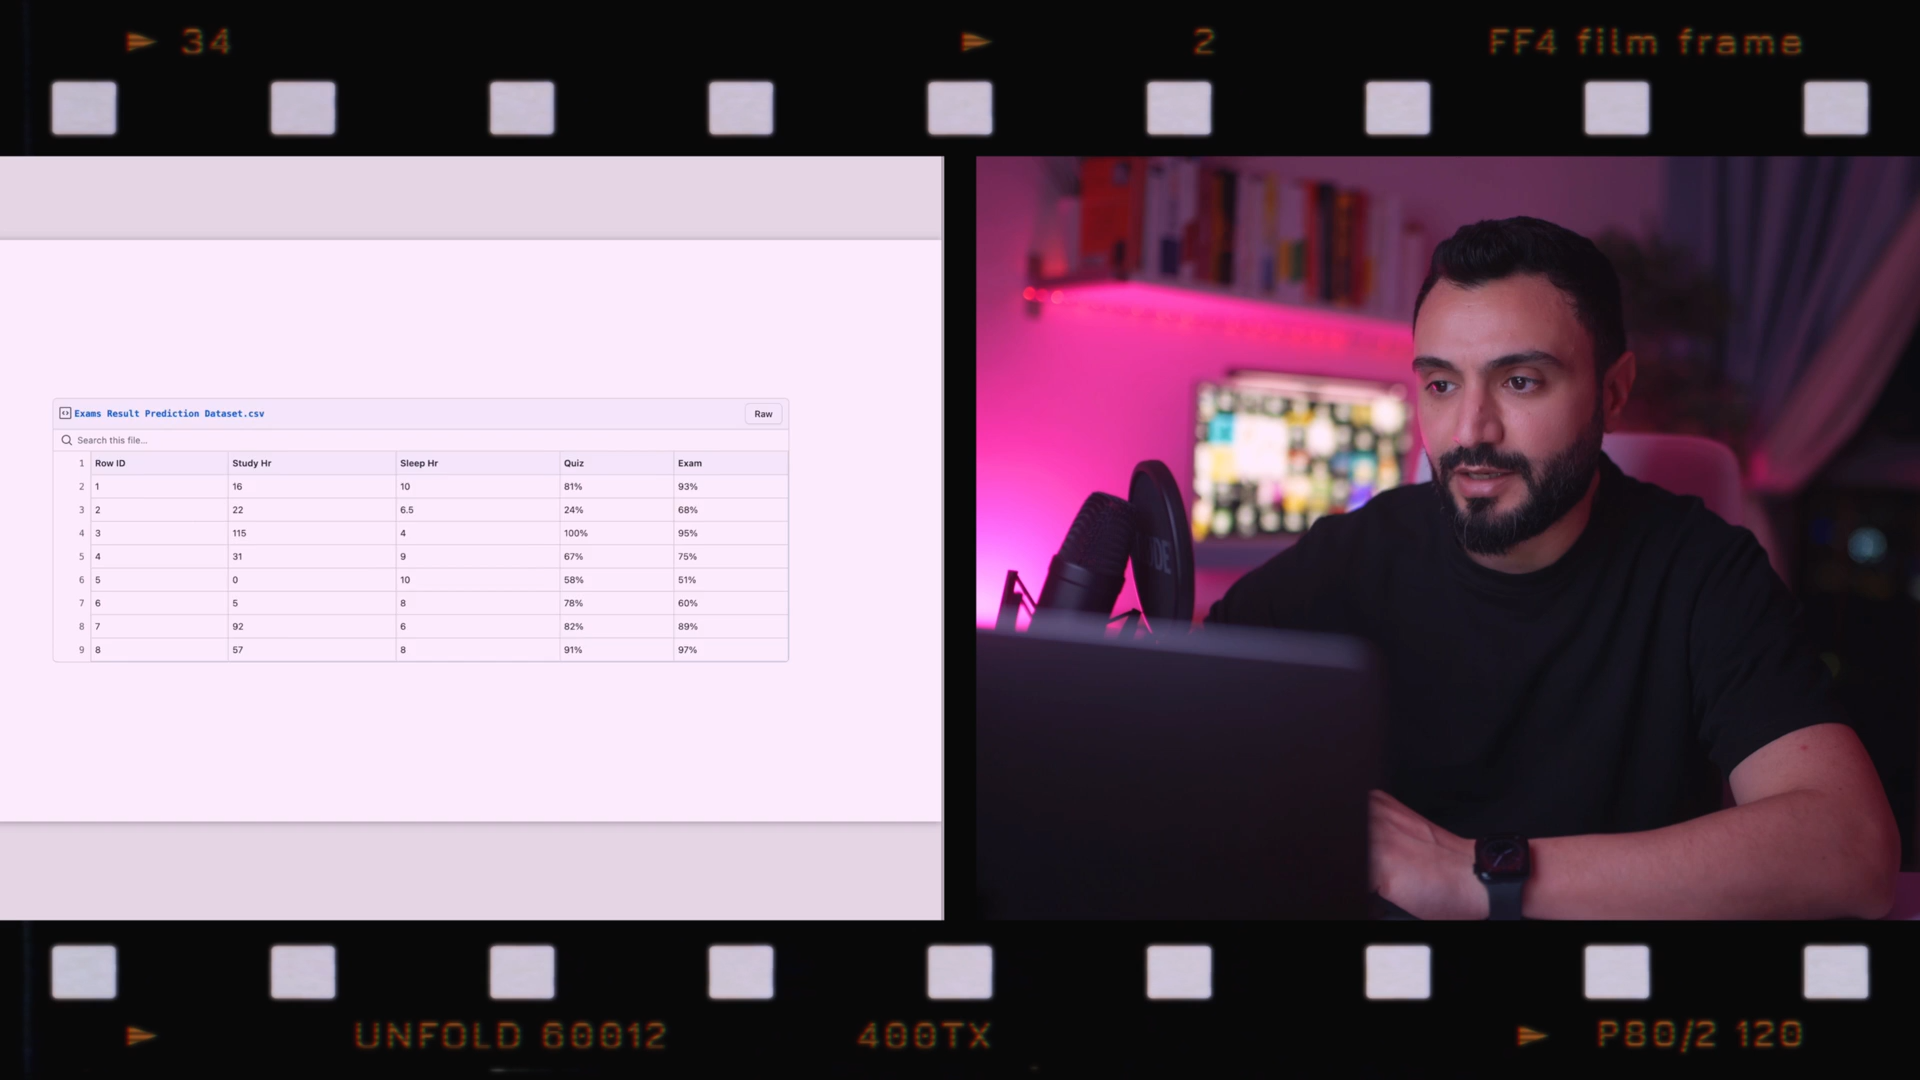 34 2 FF4 film frame
Exams Result Prediction Dataset.csv Raw
Search this file...
1 Row ID Study Hr Sleep Hr Quiz Exam
2 1 16 10 81% 93%
3 2 22 6.5 24% 68%
4 3 115 4 100% 95%
5 4 31 9 67% 75%
6 5 0 10 58% 51%
7 6 5 8 78% 60%
8 7 92 6 82% 89%
9 8 57 8 91% 97%
UNFOLD 60012 400TX P80/2 120